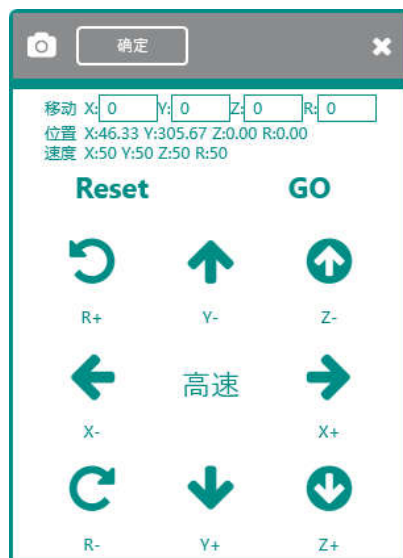 确定
移动 X: 0 Y: 0 Z: 0 R: 0
位置 X:46.33 Y:305.67 Z:0.00 R:0.00
速度 X:50 Y:50 Z:50 R:50
Reset GO
R+ Y- Z-
高速
X- X+
R- Y+ Z+